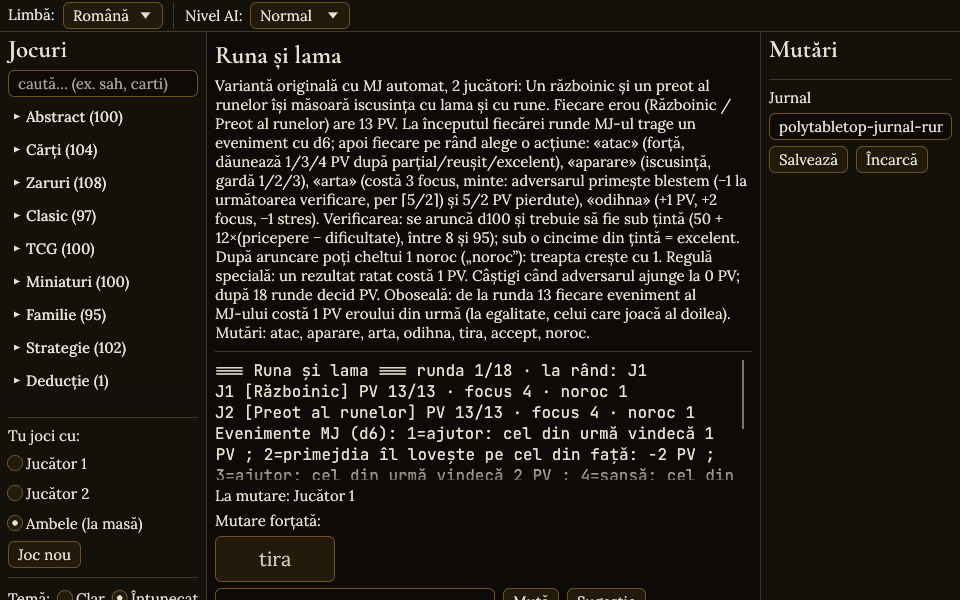 Limbă: Română ▼ Nivel AI: Normal ▼
Jocuri
caută... (ex. sah, carti)
▸ Abstract (100)
▸ Cărți (104)
▸ Zaruri (108)
▸ Clasic (97)
▸ TCG (100)
▸ Miniaturi (100)
▸ Familie (95)
▸ Strategie (102)
▸ Deducție (1)
Tu joci cu:
Jucător 1
Jucător 2
Ambele (la masă)
Joc nou
Temă: Clar Întunecat
Runa și lama
Variantă originală cu MJ automat, 2 jucători: Un războinic și un preot al
runelor își măsoară iscusința cu lama și cu rune. Fiecare erou (Războinic /
Preot al runelor) are 13 PV. La începutul fiecărei runde MJ-ul trage un
eveniment cu d6; apoi fiecare pe rând alege o acțiune: «atac» (forță,
dăunează 1/3/4 PV după parțial/reușit/excelent), «aparare» (iscusință,
gardă 1/2/3), «arta» (costă 3 focus, minte: adversarul primește blestem (−1 la
următoarea verificare, per ⌈5/2⌉) și 5/2 PV pierdute), «odihna» (+1 PV, +2
focus, −1 stres). Verificarea: se aruncă d100 și trebuie să fie sub țintă (50 +
12×(pricepere − dificultate), între 8 și 95); sub o cincime din țintă = excelent.
După aruncare poți cheltui 1 noroc („noroc”): treapta crește cu 1. Regulă
specială: un rezultat ratat costă 1 PV. Câștigi când adversarul ajunge la 0 PV;
după 18 runde decid PV. Oboseală: de la runda 13 fiecare eveniment al
MJ-ului costă 1 PV eroului din urmă (la egalitate, celui care joacă al doilea).
Mutări: atac, aparare, arta, odihna, tira, accept, noroc.
═══ Runa și lama ═══ runda 1/18 · la rând: J1
J1 [Războinic] PV 13/13 · focus 4 · noroc 1
J2 [Preot al runelor] PV 13/13 · focus 4 · noroc 1
Evenimente MJ (d6): 1=ajutor: cel din urmă vindecă 1
PV ; 2=primejdia îl lovește pe cel din față: -2 PV ;
3=ajutor: cel din urmă vindecă 2 PV ; 4=șansă: cel din
La mutare: Jucător 1
Mutare forțată:
tira
Mută Sugestie
Mutări
Jurnal
polytabletop-jurnal-rur
Salvează Încarcă